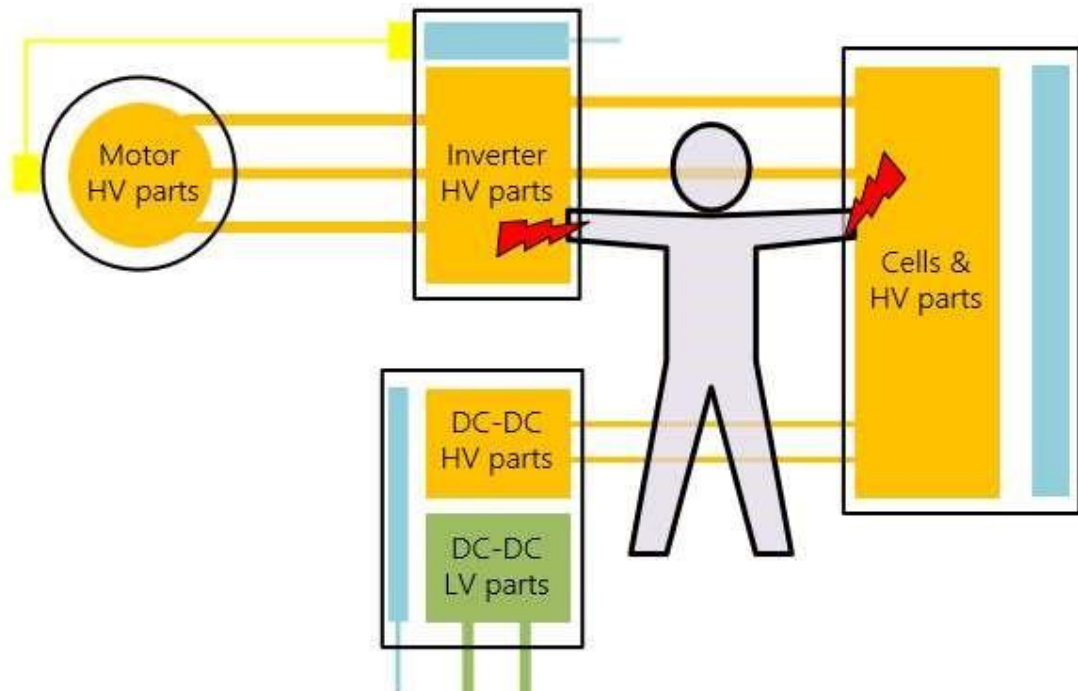 Motor
HV parts
Inverter
HV parts
Cells &
HV parts
DC-DC
HV parts
DC-DC
LV parts